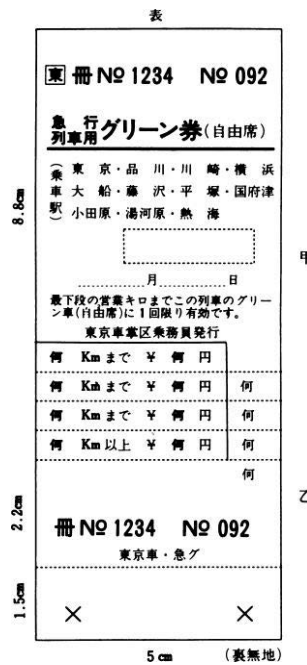 表
東 冊 № 1234 № 092
急行列車用グリーン券(自由席)
(乗車駅) 東京・品川・川崎・横浜
大船・藤沢・平塚・国府津
小田原・湯河原・熱海
月 日
最下段の営業キロまでこの列車のグリーン車(自由席)に1回限り有効です。
東京車掌区乗務員発行
何 Kmまで ¥ 何 円
何 Kmまで ¥ 何 円 何
何 Kmまで ¥ 何 円 何
何 Km以上 ¥ 何 円 何
何
冊 № 1234 № 092
東京車・急グ
× ×
8.8cm
2.2cm
1.5cm
甲
乙
5cm (裏無地)